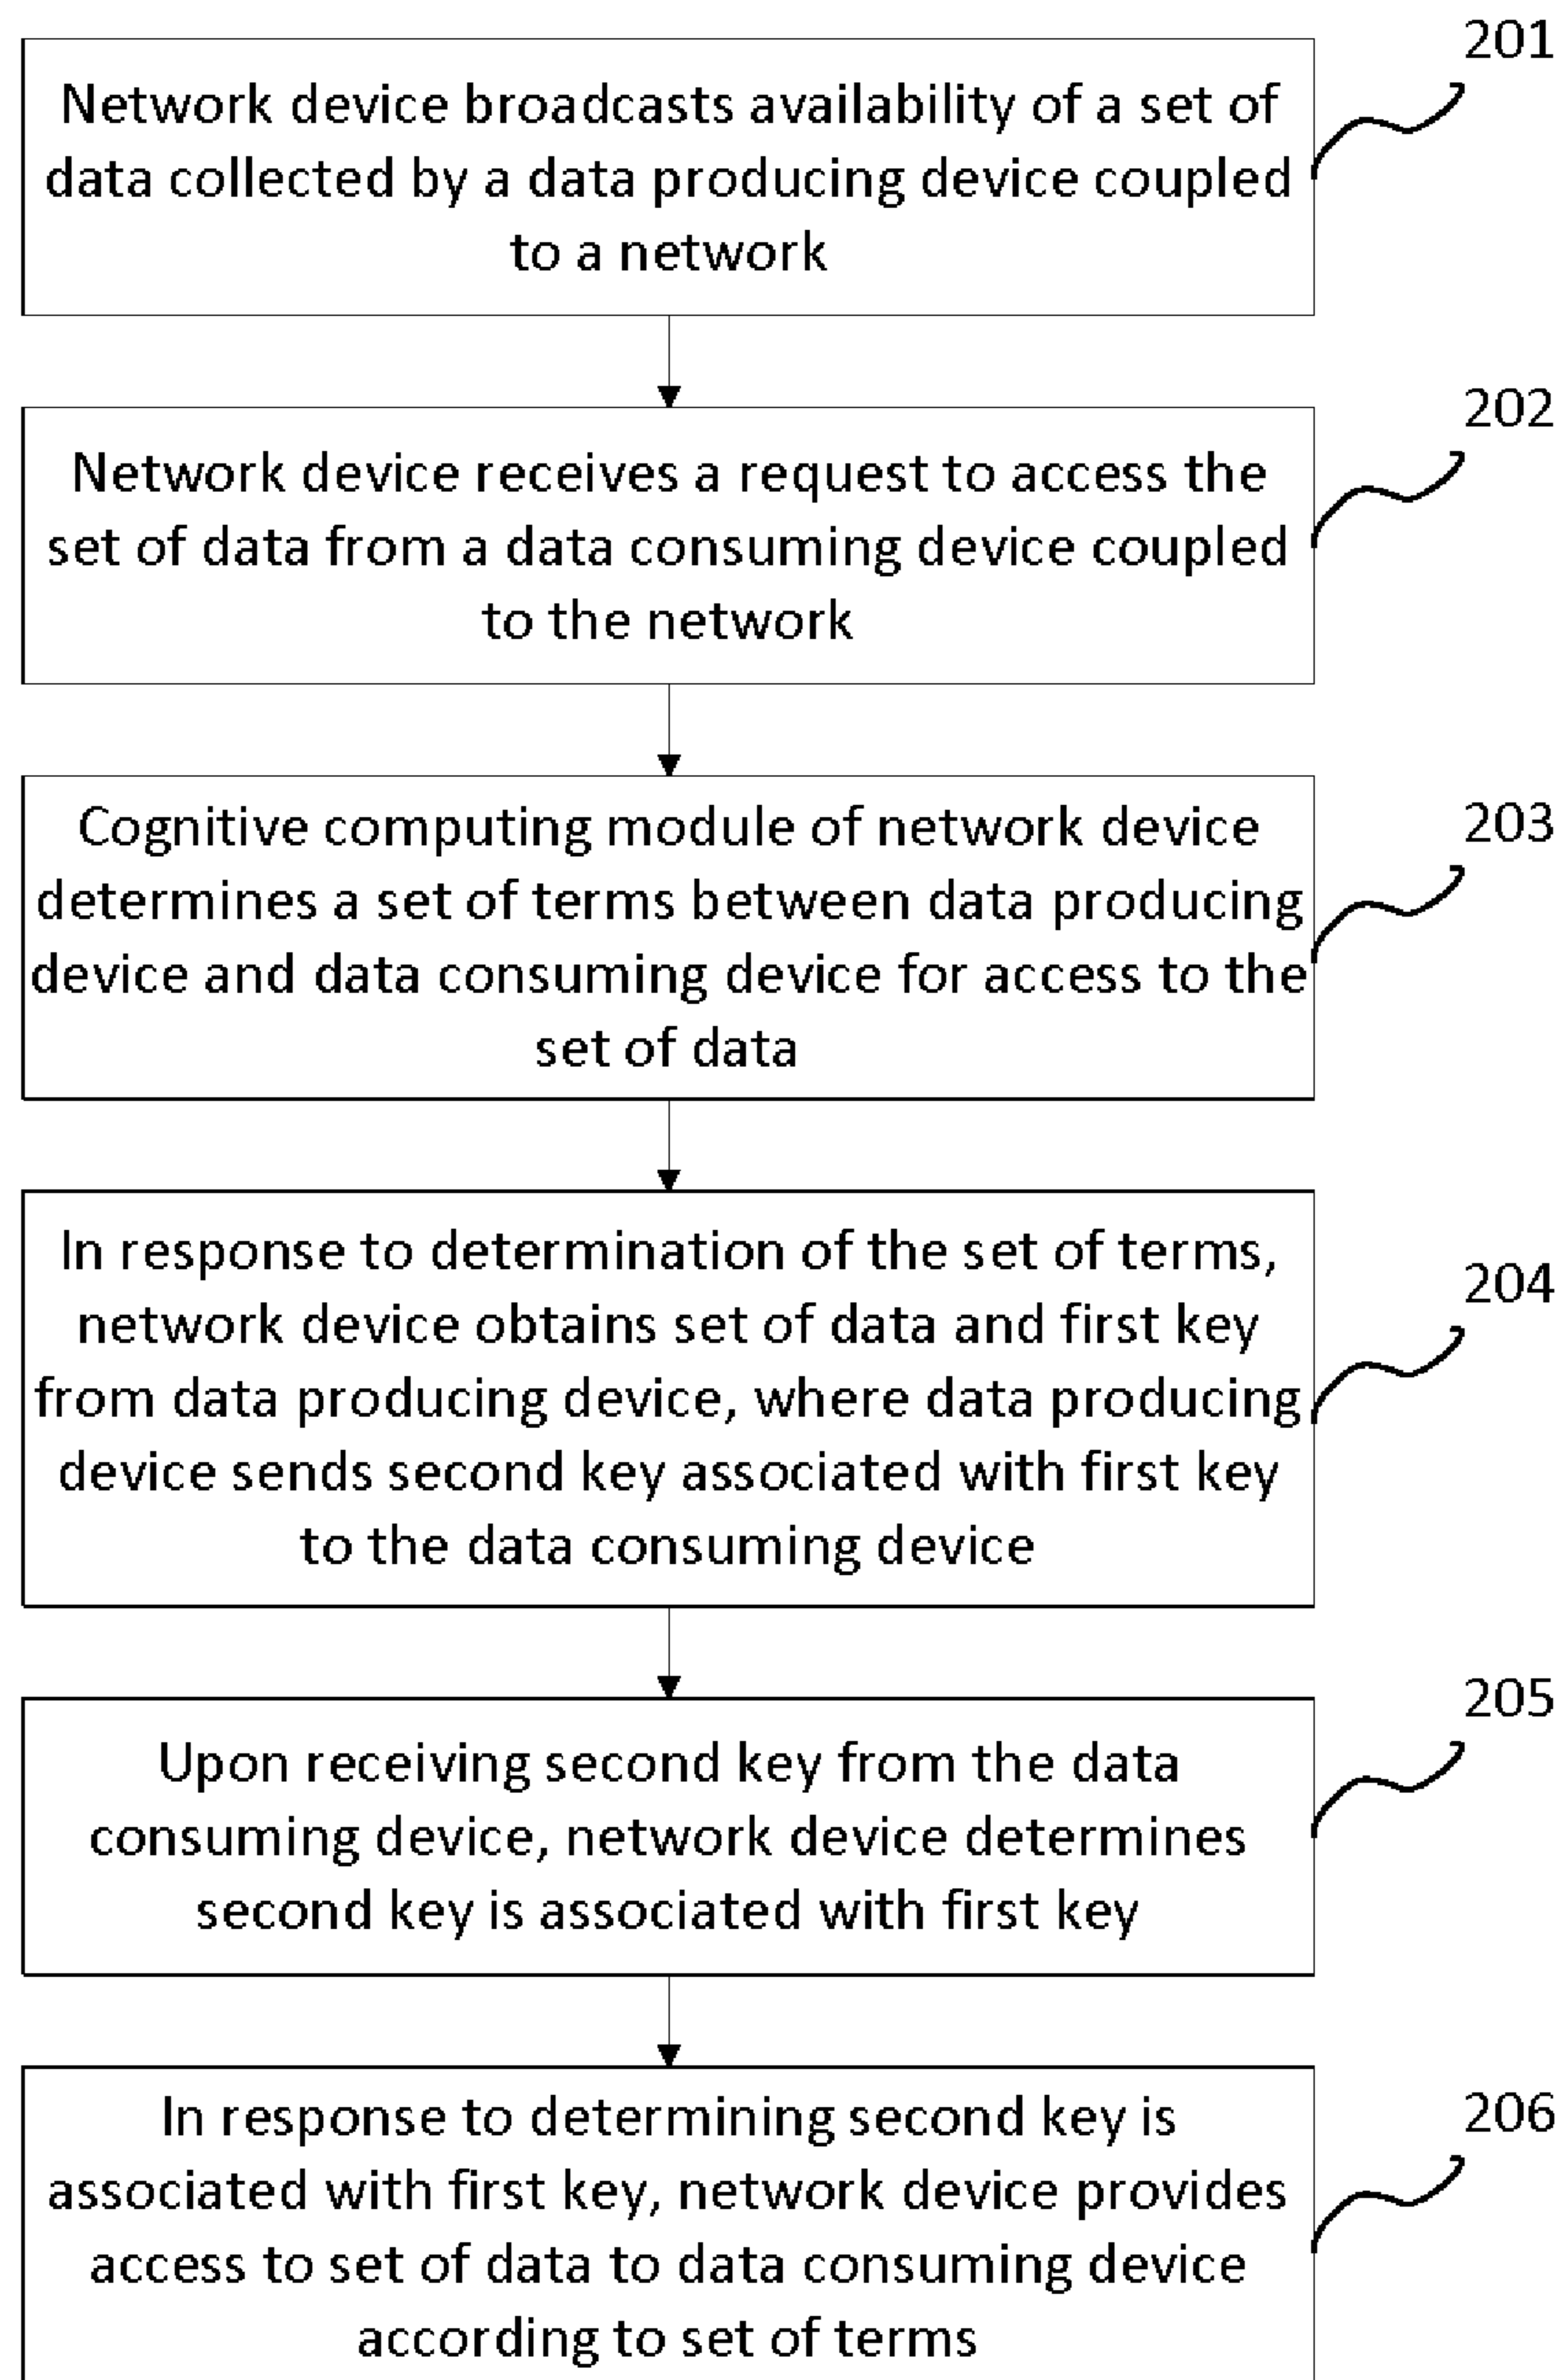 201
Network device broadcasts availability of a set of
data collected by a data producing device coupled
to a network
202
Network device receives a request to access the
set of data from a data consuming device coupled
to the network
203
Cognitive computing module of network device
determines a set of terms between data producing
device and data consuming device for access to the
set of data
204
In response to determination of the set of terms,
network device obtains set of data and first key
from data producing device, where data producing
device sends second key associated with first key
to the data consuming device
205
Upon receiving second key from the data
consuming device, network device determines
second key is associated with first key
206
In response to determining second key is
associated with first key, network device provides
access to set of data to data consuming device
according to set of terms